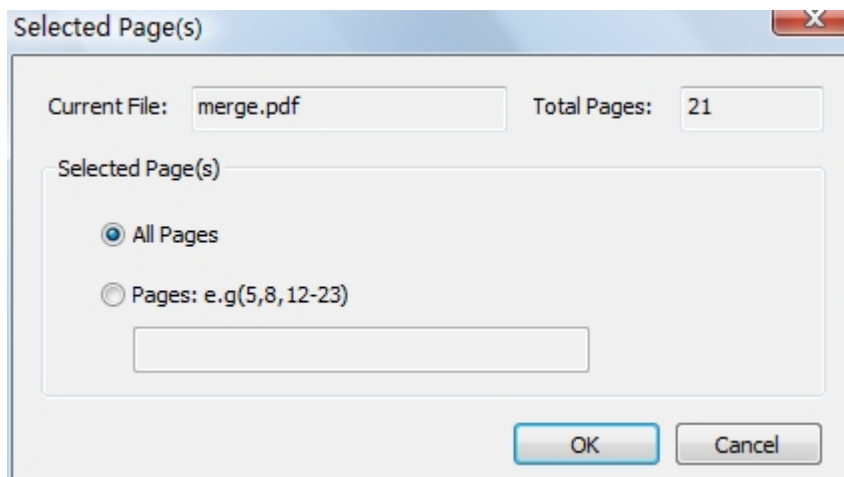 Selected Page(s)
Current File: merge.pdf Total Pages: 21
Selected Page(s)
All Pages
Pages: e.g(5,8,12-23)
OK Cancel